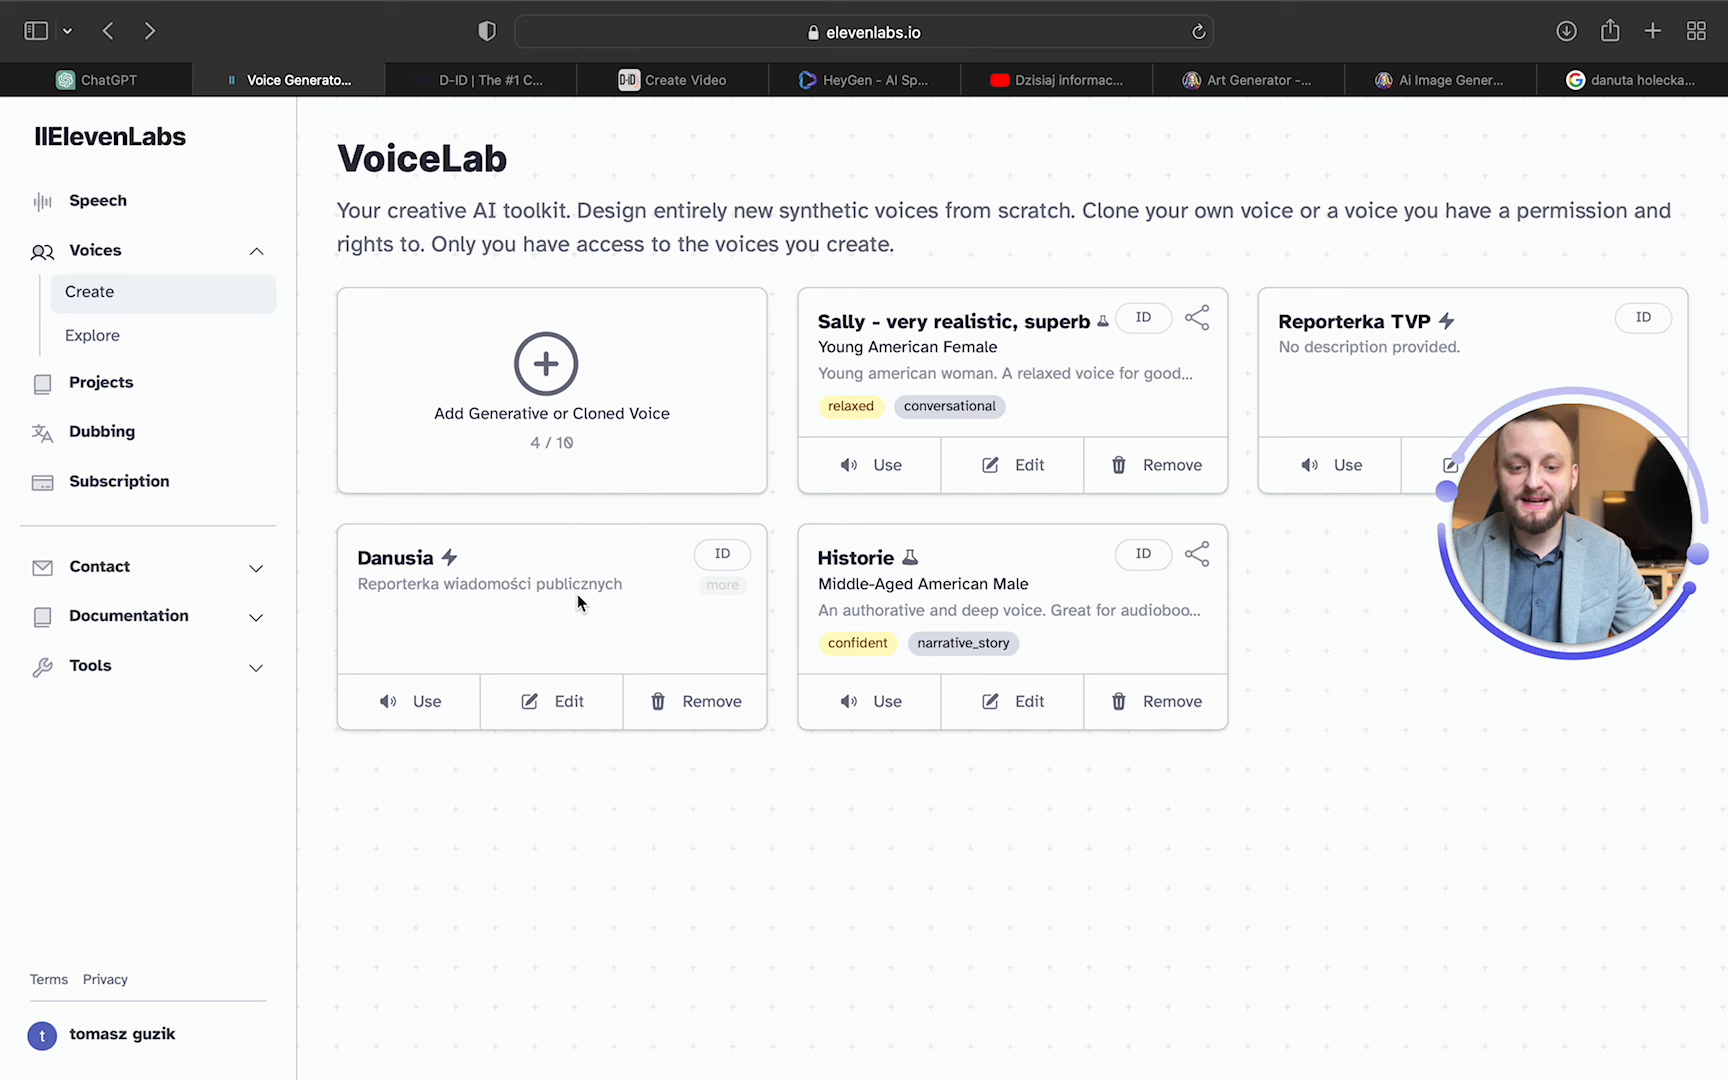 elevenlabs.io
ChatGPT
Voice Generato...
D-ID | The #1 C...
D-ID Create Video
HeyGen - AI Sp...
Dzisiaj informac...
Art Generator -...
Ai Image Gener...
danuta holecka...
IIElevenLabs
Speech
Voices
Create
Explore
Projects
Dubbing
Subscription
Contact
Documentation
Tools
Terms Privacy
t tomasz guzik
VoiceLab
Your creative AI toolkit. Design entirely new synthetic voices from scratch. Clone your own voice or a voice you have a permission and
rights to. Only you have access to the voices you create.
Add Generative or Cloned Voice
4 / 10
Sally - very realistic, superb
ID
Young American Female
Young american woman. A relaxed voice for good...
relaxed conversational
Use Edit Remove
Reporterka TVP
ID
No description provided.
Use
Danusia
ID
Reporterka wiadomości publicznych
more
Use Edit Remove
Historie
ID
Middle-Aged American Male
An authorative and deep voice. Great for audioboo...
confident narrative_story
Use Edit Remove